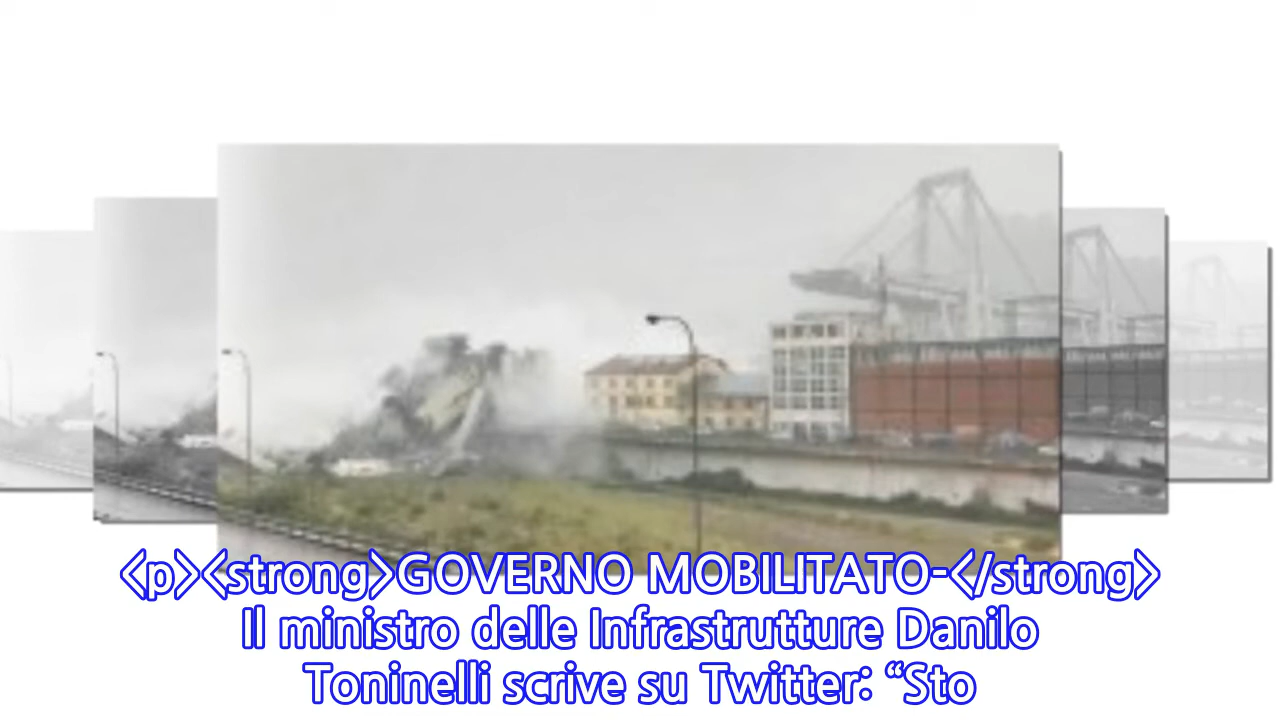 <p><strong>GOVERNO MOBILITATO-</strong>
Il ministro delle Infrastrutture Danilo
Toninelli scrive su Twitter: “Sto